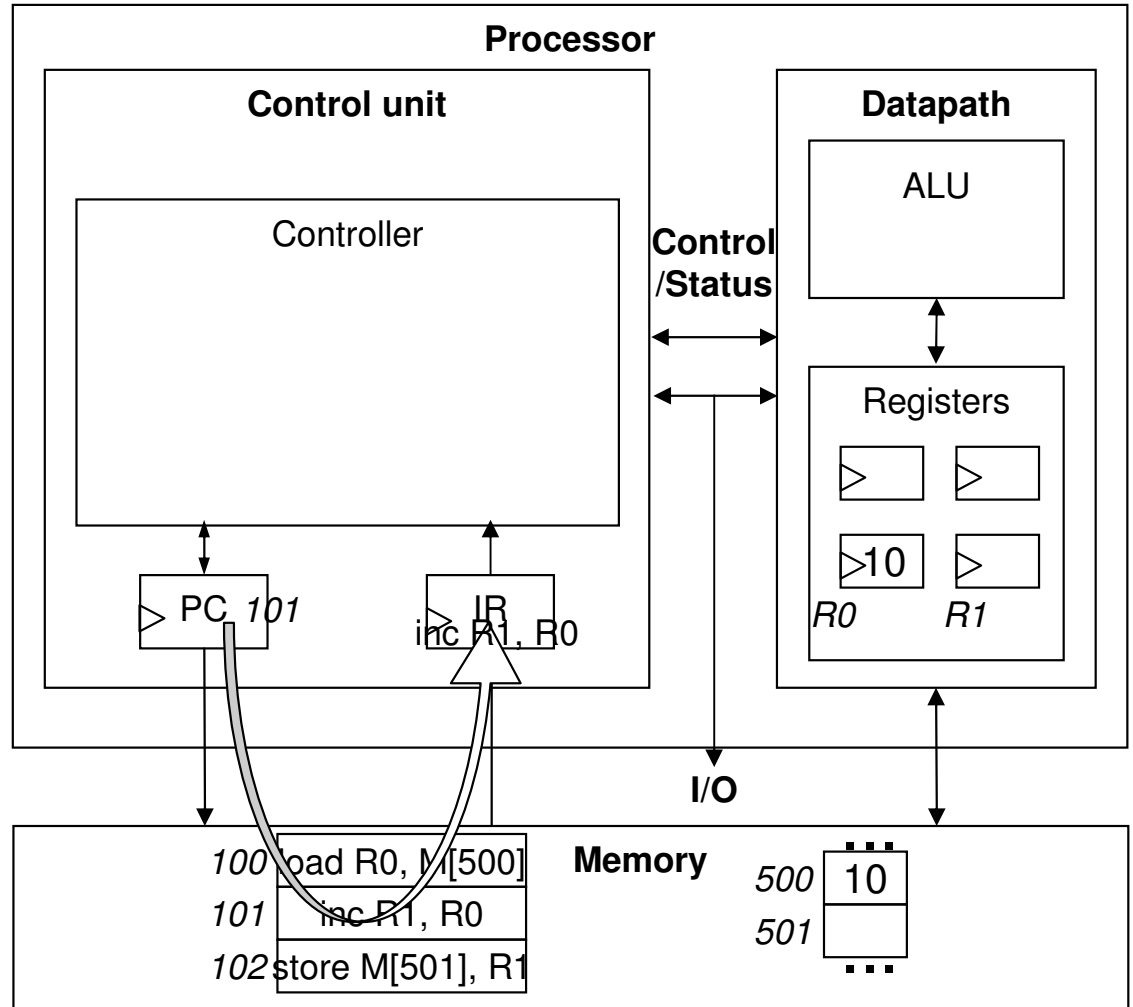 Processor
Control unit
Datapath
ALU
Controller
Control
/Status
Registers
10
R0 R1
PC 101
IR
inc R1, R0
I/O
Memory
100 load R0, M[500]
101 inc R1, R0
102 store M[501], R1
...
500 10
501
...